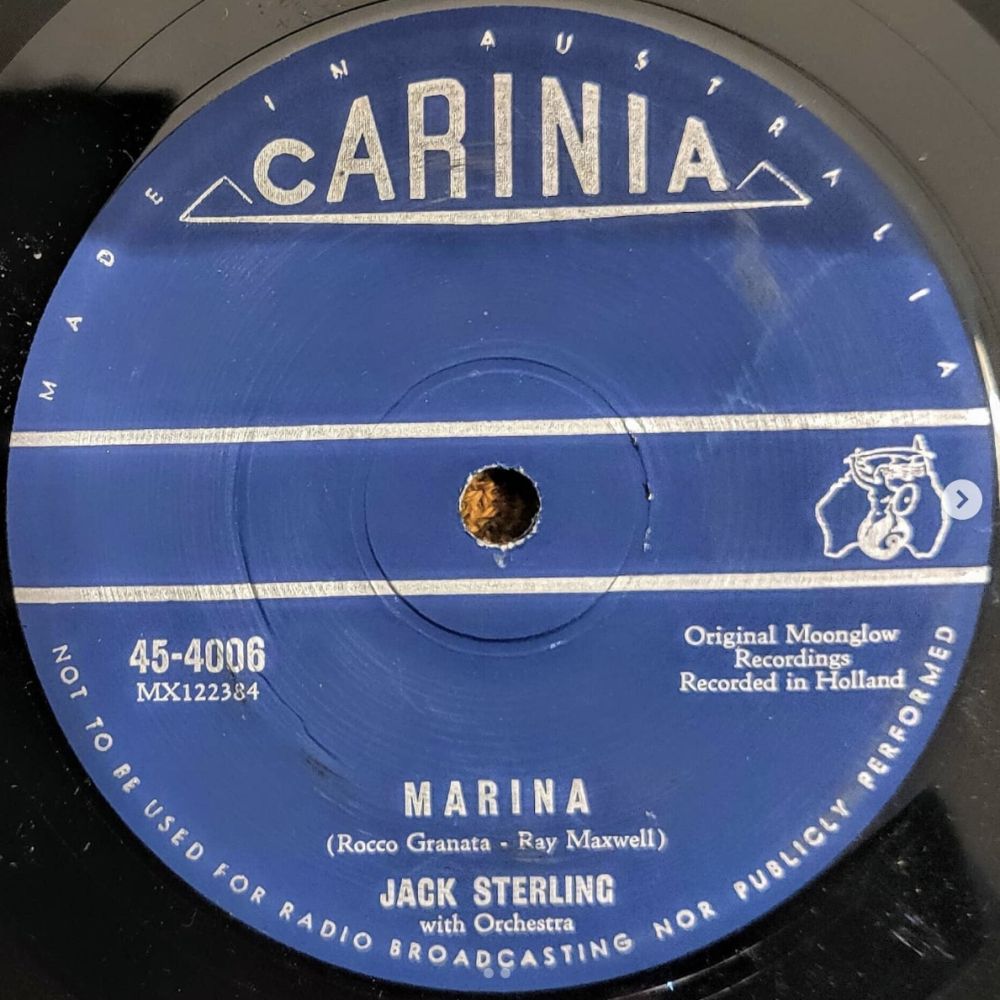 MADE IN AUSTRALIA
CARINIA
45-4006
MX122384
Original Moonglow
Recordings
Recorded in Holland
MARINA
(Rocco Granata - Ray Maxwell)
JACK STERLING
with Orchestra
NOT TO BE USED FOR RADIO BROADCASTING NOR PUBLICLY PERFORMED